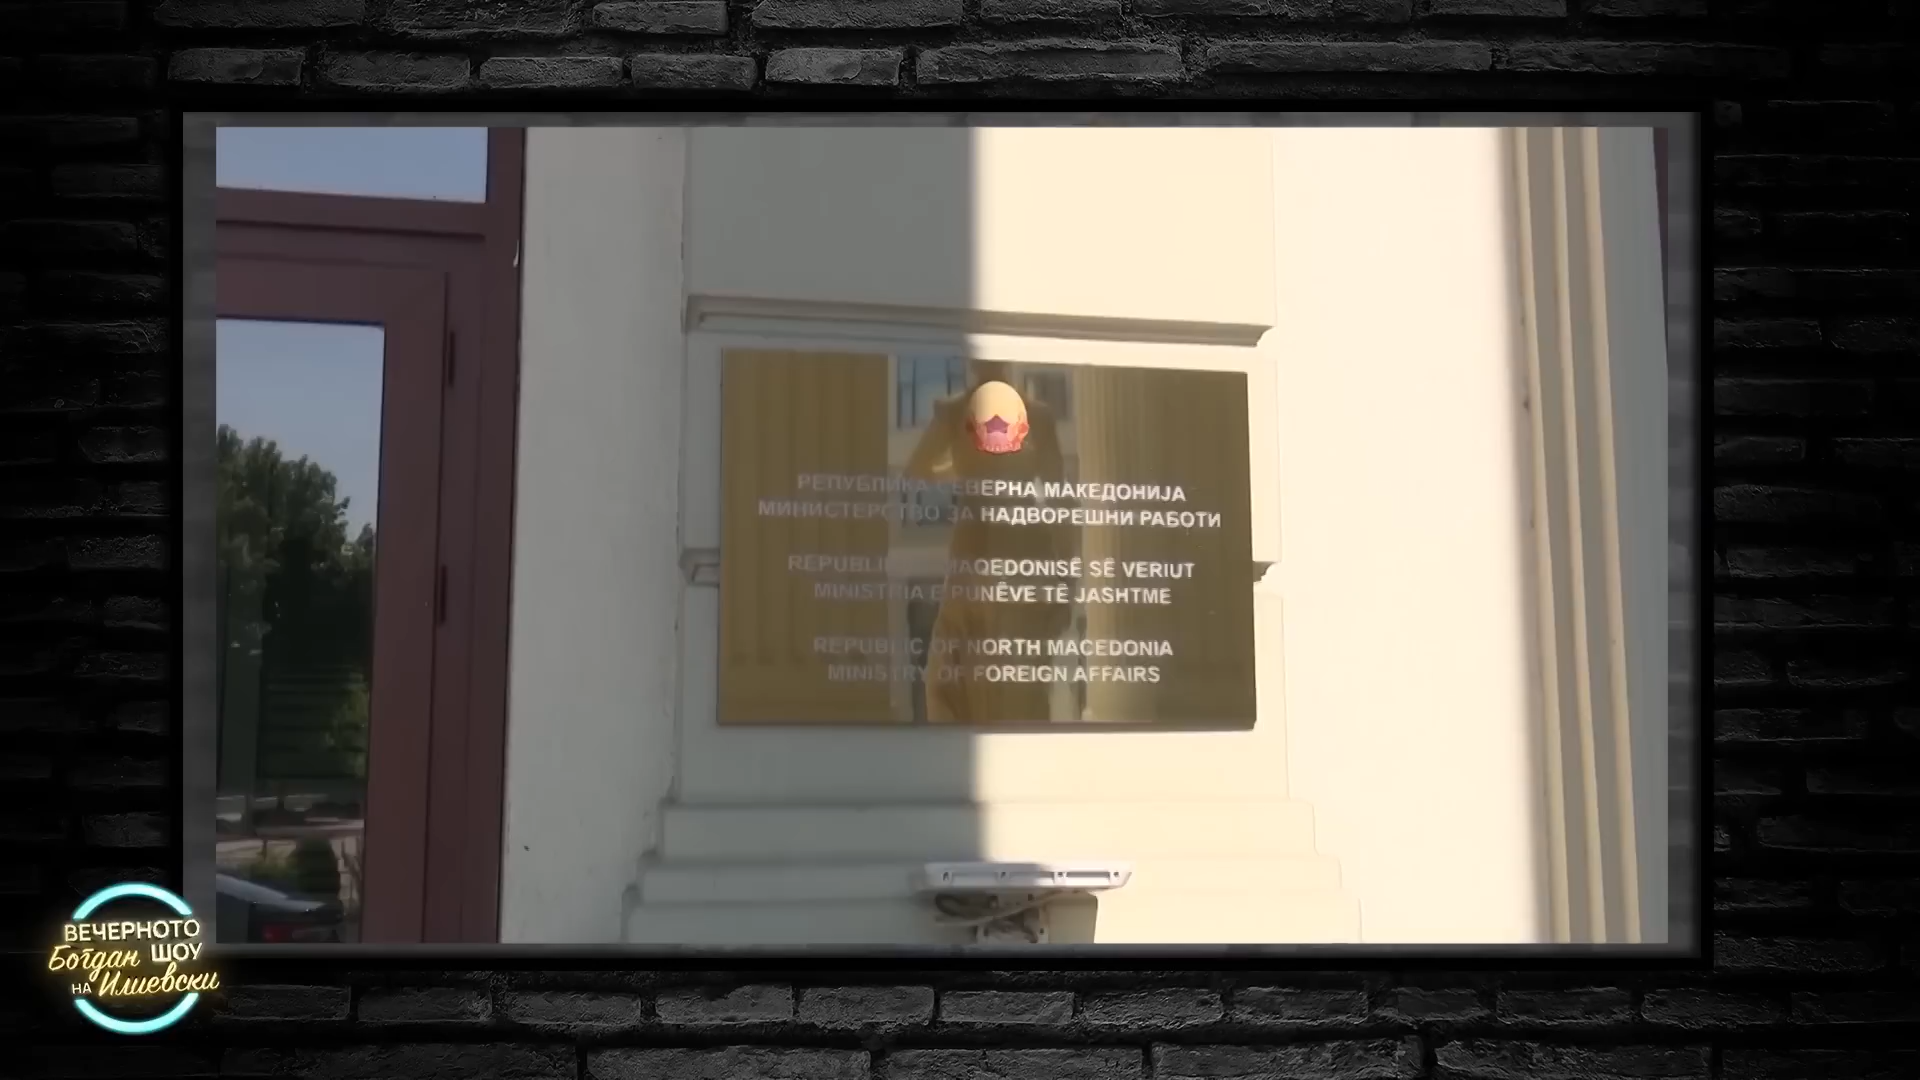 РЕПУБЛИКА СЕВЕРНА МАКЕДОНИЈА
МИНИСТЕРСТВО ЗА НАДВОРЕШНИ РАБОТИ
REPUBLIKA E MAQEDONISË SË VERIUT
MINISTRIA E PUNËVE TË JASHTME
REPUBLIC OF NORTH MACEDONIA
MINISTRY OF FOREIGN AFFAIRS
ВЕЧЕРНОТО
Богдан ШОУ
НА Илиевски